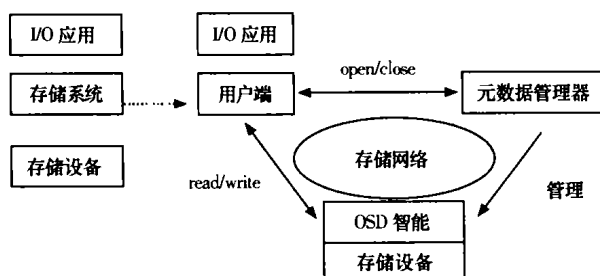 I/O 应用
I/O 应用
open/close
存储系统
用户端
元数据管理器
存储网络
存储设备
read/write
管理
OSD 智能
存储设备